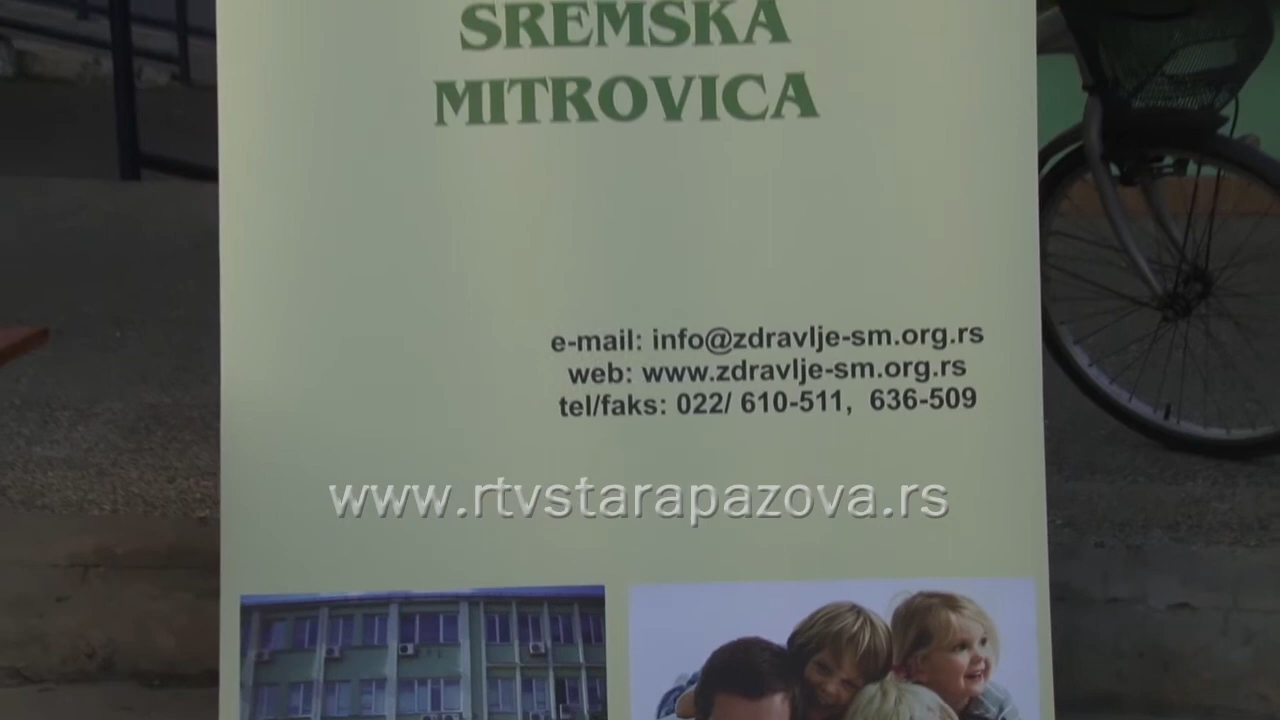 SREMSKA
MITROVICA
e-mail: info@zdravlje-sm.org.rs
web: www.zdravlje-sm.org.rs
tel/faks: 022/ 610-511, 636-509
www.rtvstarapazova.rs